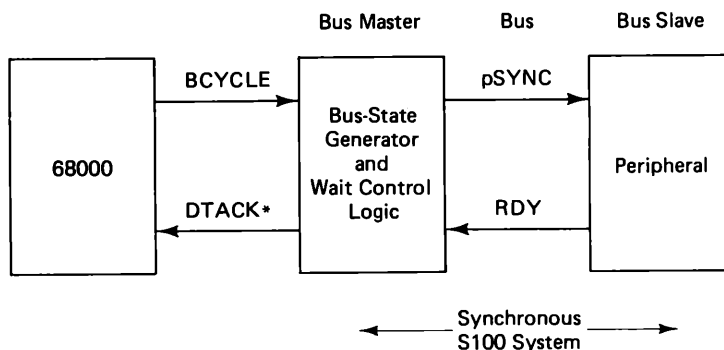 Bus Master Bus Bus Slave
BCYCLE
pSYNC
68000
Bus-State
Generator
and
Wait Control
Logic
Peripheral
DTACK*
RDY
Synchronous
S100 System